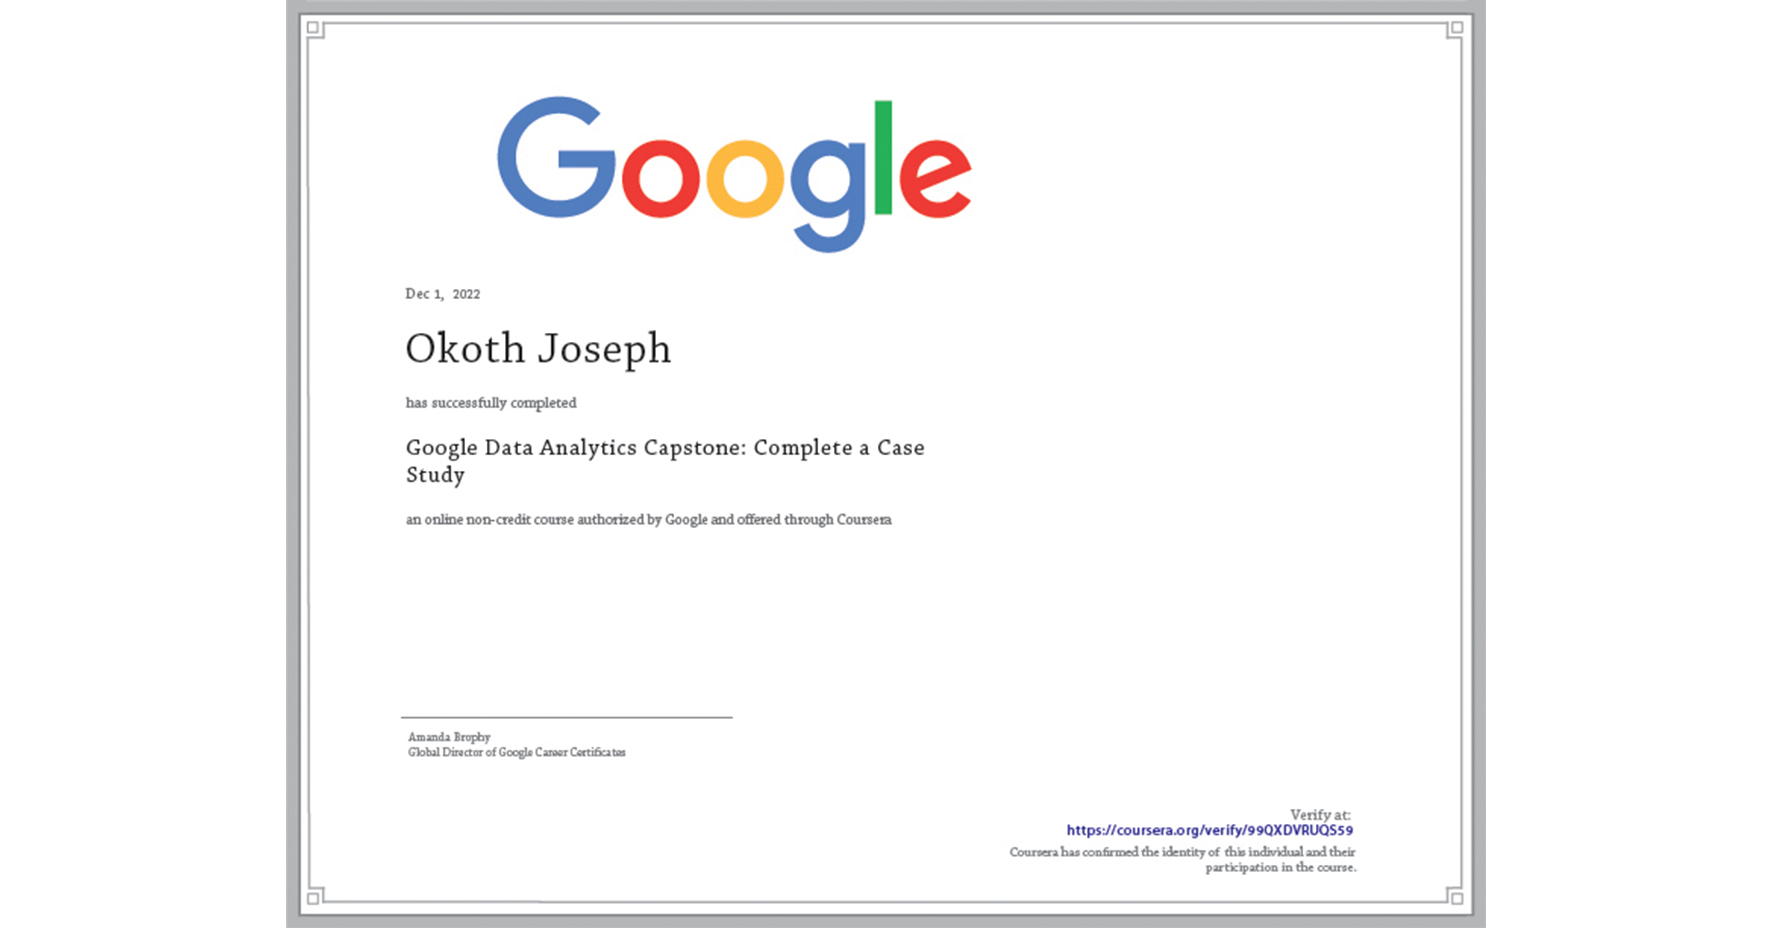 Google
Dec 1, 2022
Okoth Joseph
has successfully completed
Google Data Analytics Capstone: Complete a Case
Study
an online non-credit course authorized by Google and offered through Coursera
Amanda Brophy
Global Director of Google Career Certificates
Verify at:
https://coursera.org/verify/99QXDVRUQS59
Coursera has confirmed the identity of this individual and their
participation in the course.